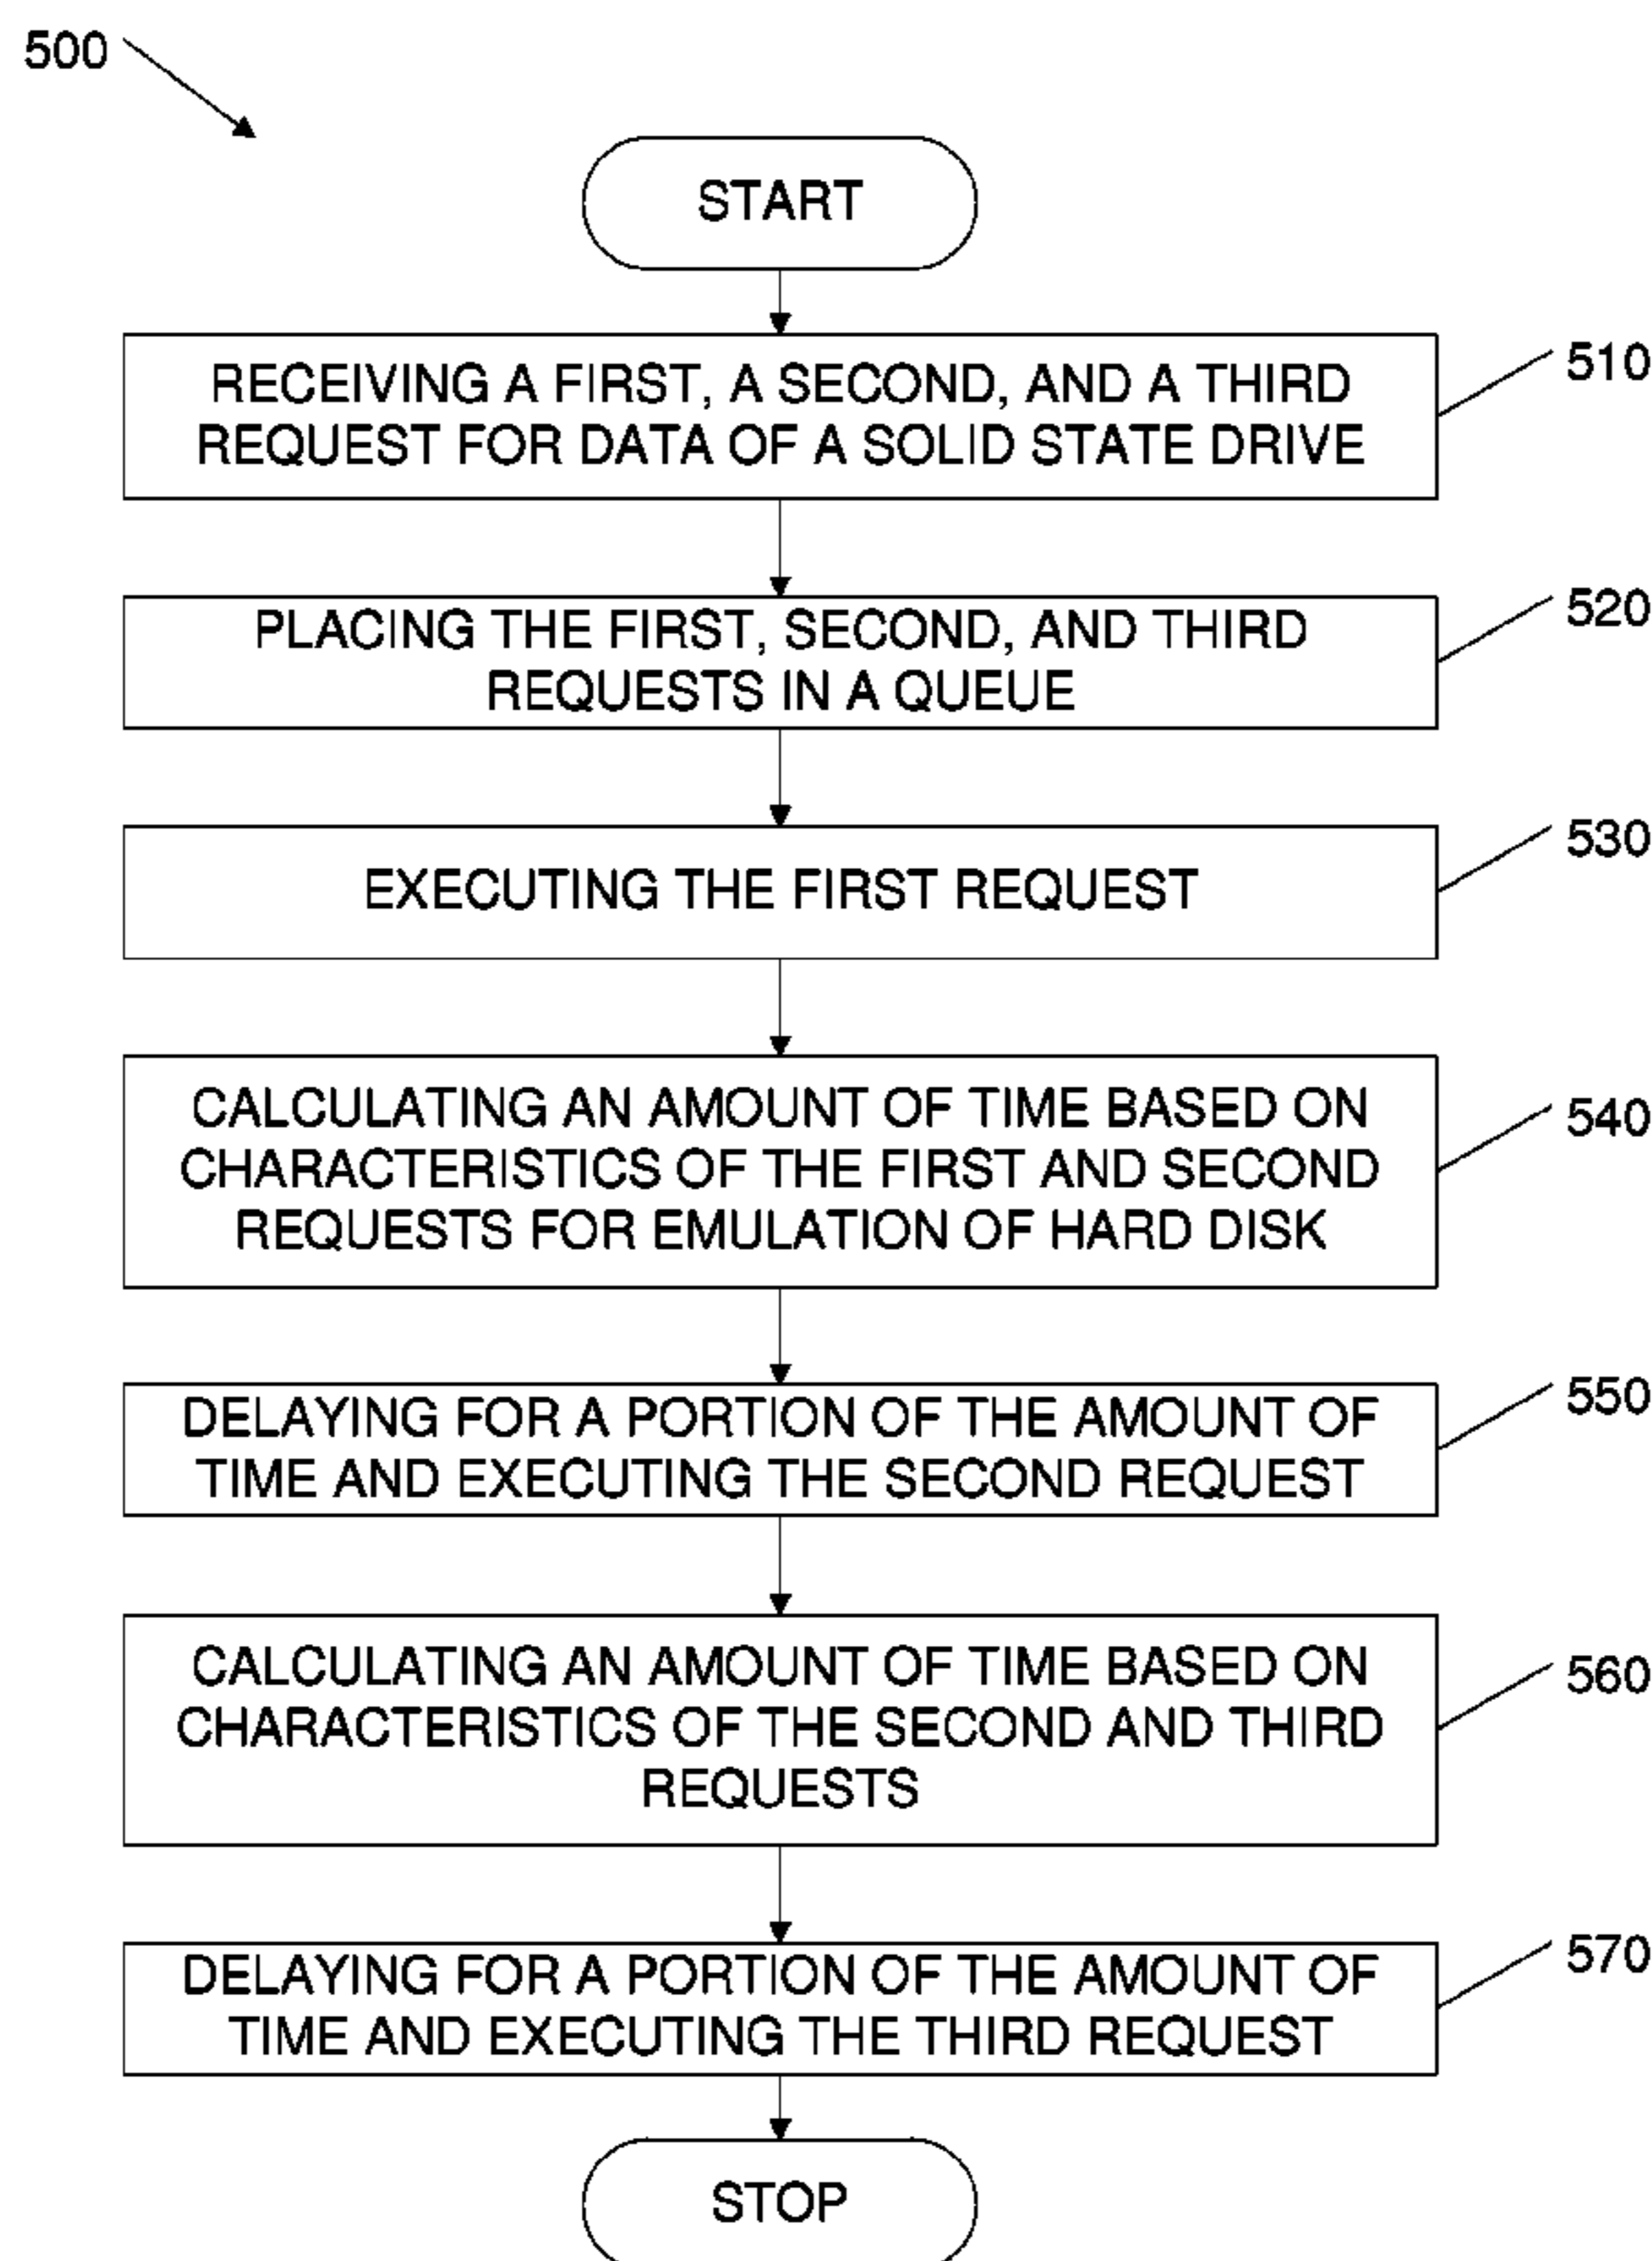 500
START
RECEIVING A FIRST, A SECOND, AND A THIRD
REQUEST FOR DATA OF A SOLID STATE DRIVE
510
PLACING THE FIRST, SECOND, AND THIRD
REQUESTS IN A QUEUE
520
EXECUTING THE FIRST REQUEST
530
CALCULATING AN AMOUNT OF TIME BASED ON
CHARACTERISTICS OF THE FIRST AND SECOND
REQUESTS FOR EMULATION OF HARD DISK
540
DELAYING FOR A PORTION OF THE AMOUNT OF
TIME AND EXECUTING THE SECOND REQUEST
550
CALCULATING AN AMOUNT OF TIME BASED ON
CHARACTERISTICS OF THE SECOND AND THIRD
REQUESTS
560
DELAYING FOR A PORTION OF THE AMOUNT OF
TIME AND EXECUTING THE THIRD REQUEST
570
STOP